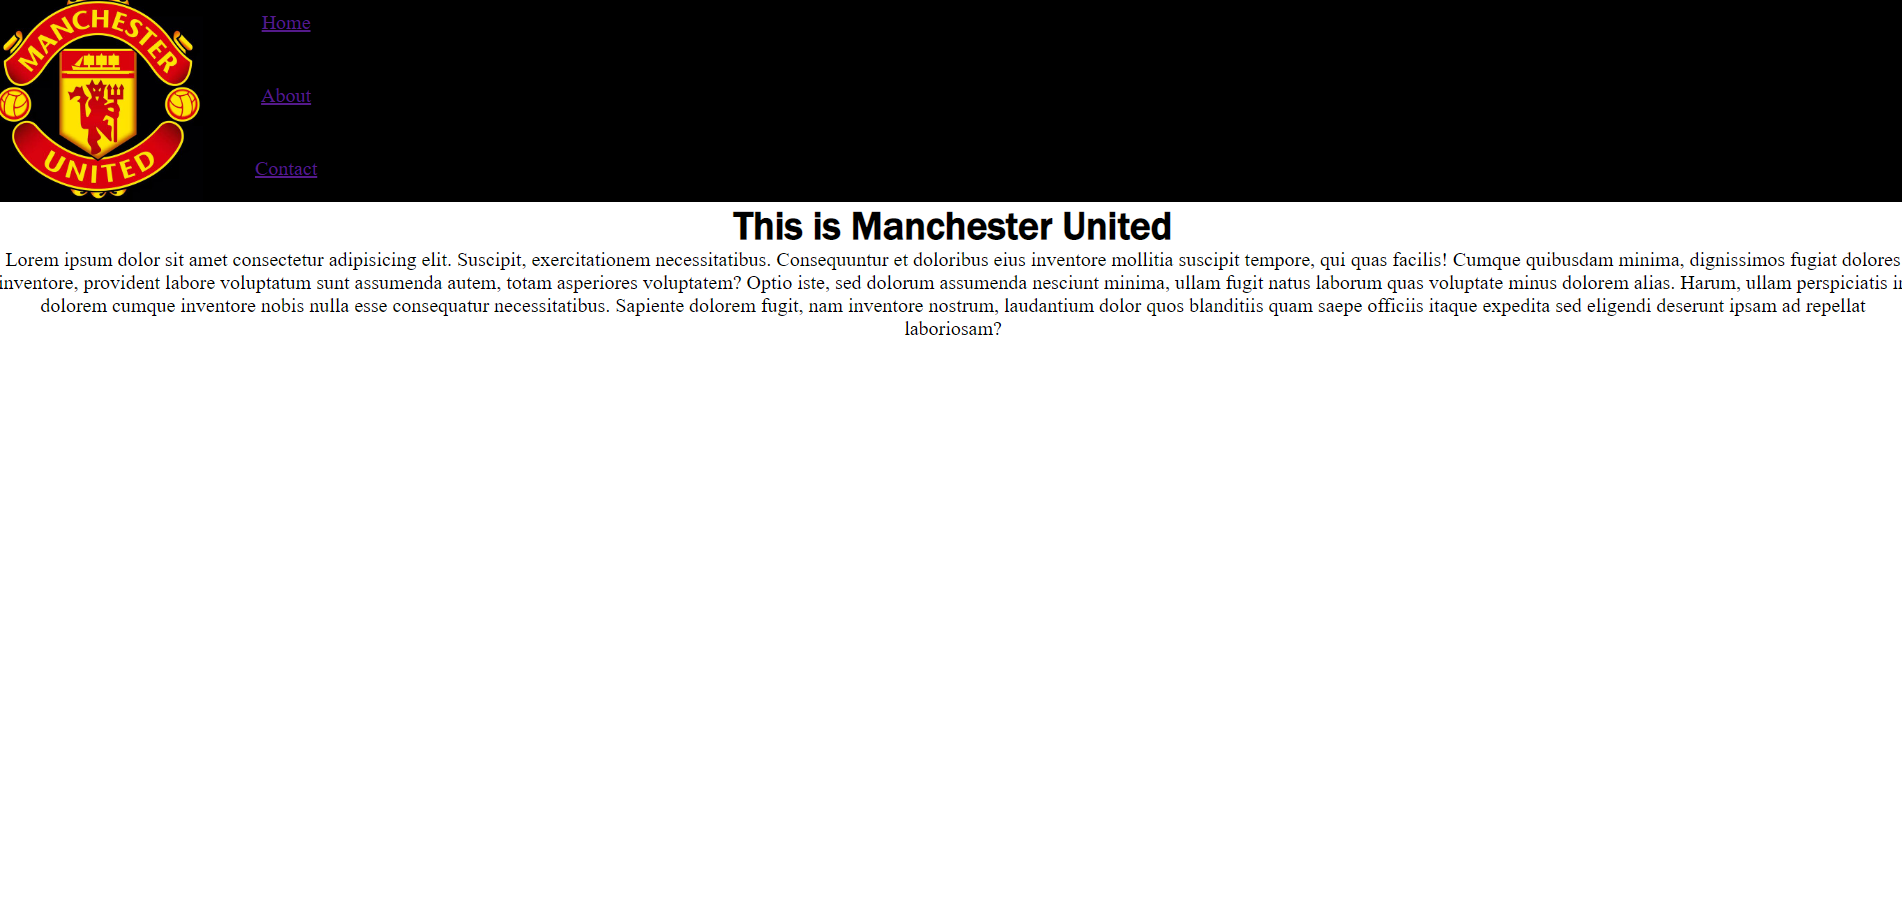 MANCHESTER
UNITED
Home
About
Contact
This is Manchester United
Lorem ipsum dolor sit amet consectetur adipisicing elit. Suscipit, exercitationem necessitatibus. Consequuntur et doloribus eius inventore mollitia suscipit tempore, qui quas facilis! Cumque quibusdam minima, dignissimos fugiat dolores
inventore, provident labore voluptatum sunt assumenda autem, totam asperiores voluptatem? Optio iste, sed dolorum assumenda nesciunt minima, ullam fugit natus laborum quas voluptate minus dolorem alias. Harum, ullam perspiciatis
dolorem cumque inventore nobis nulla esse consequatur necessitatibus. Sapiente dolorem fugit, nam inventore nostrum, laudantium dolor quos blanditiis quam saepe officiis itaque expedita sed eligendi deserunt ipsam ad repellat
laboriosam?